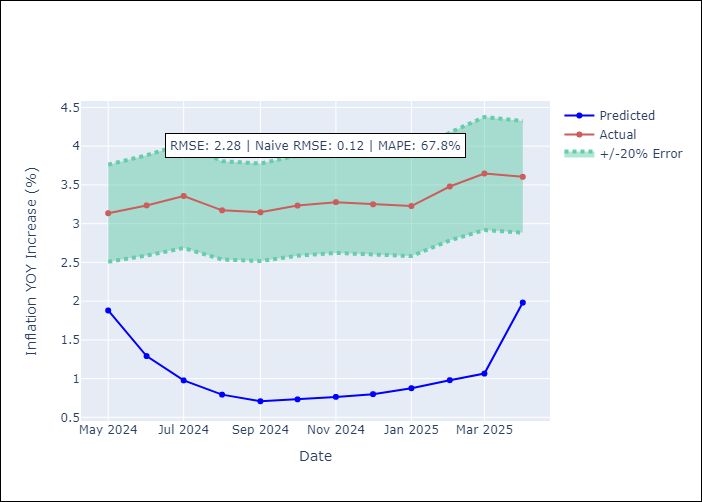 4.5
4
3.5
3
2.5
2
1.5
1
0.5
Inflation YOY Increase (%)
RMSE: 2.28 | Naive RMSE: 0.12 | MAPE: 67.8%
Predicted
Actual
+/-20% Error
May 2024
Jul 2024
Sep 2024
Nov 2024
Jan 2025
Mar 2025
Date